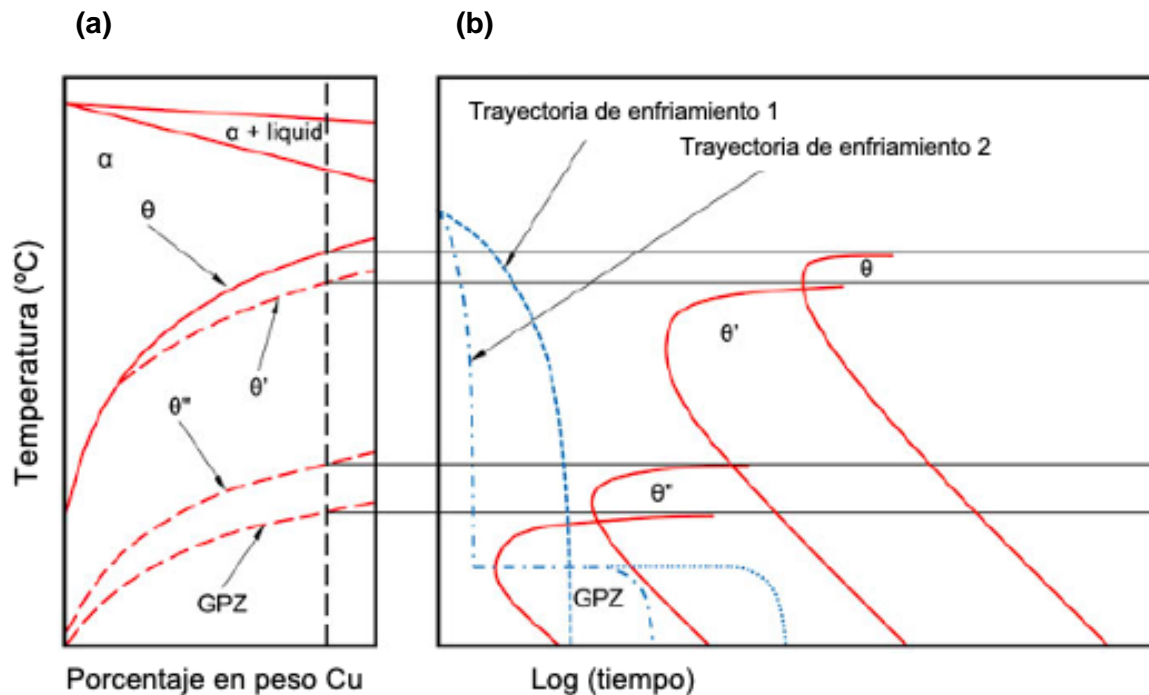 (a)
(b)
Trayectoria de enfriamiento 1
Trayectoria de enfriamiento 2
α + liquid
α
θ
θ'
θ"
GPZ
θ
θ'
θ"
GPZ
Temperatura (ºC)
Porcentaje en peso Cu
Log (tiempo)